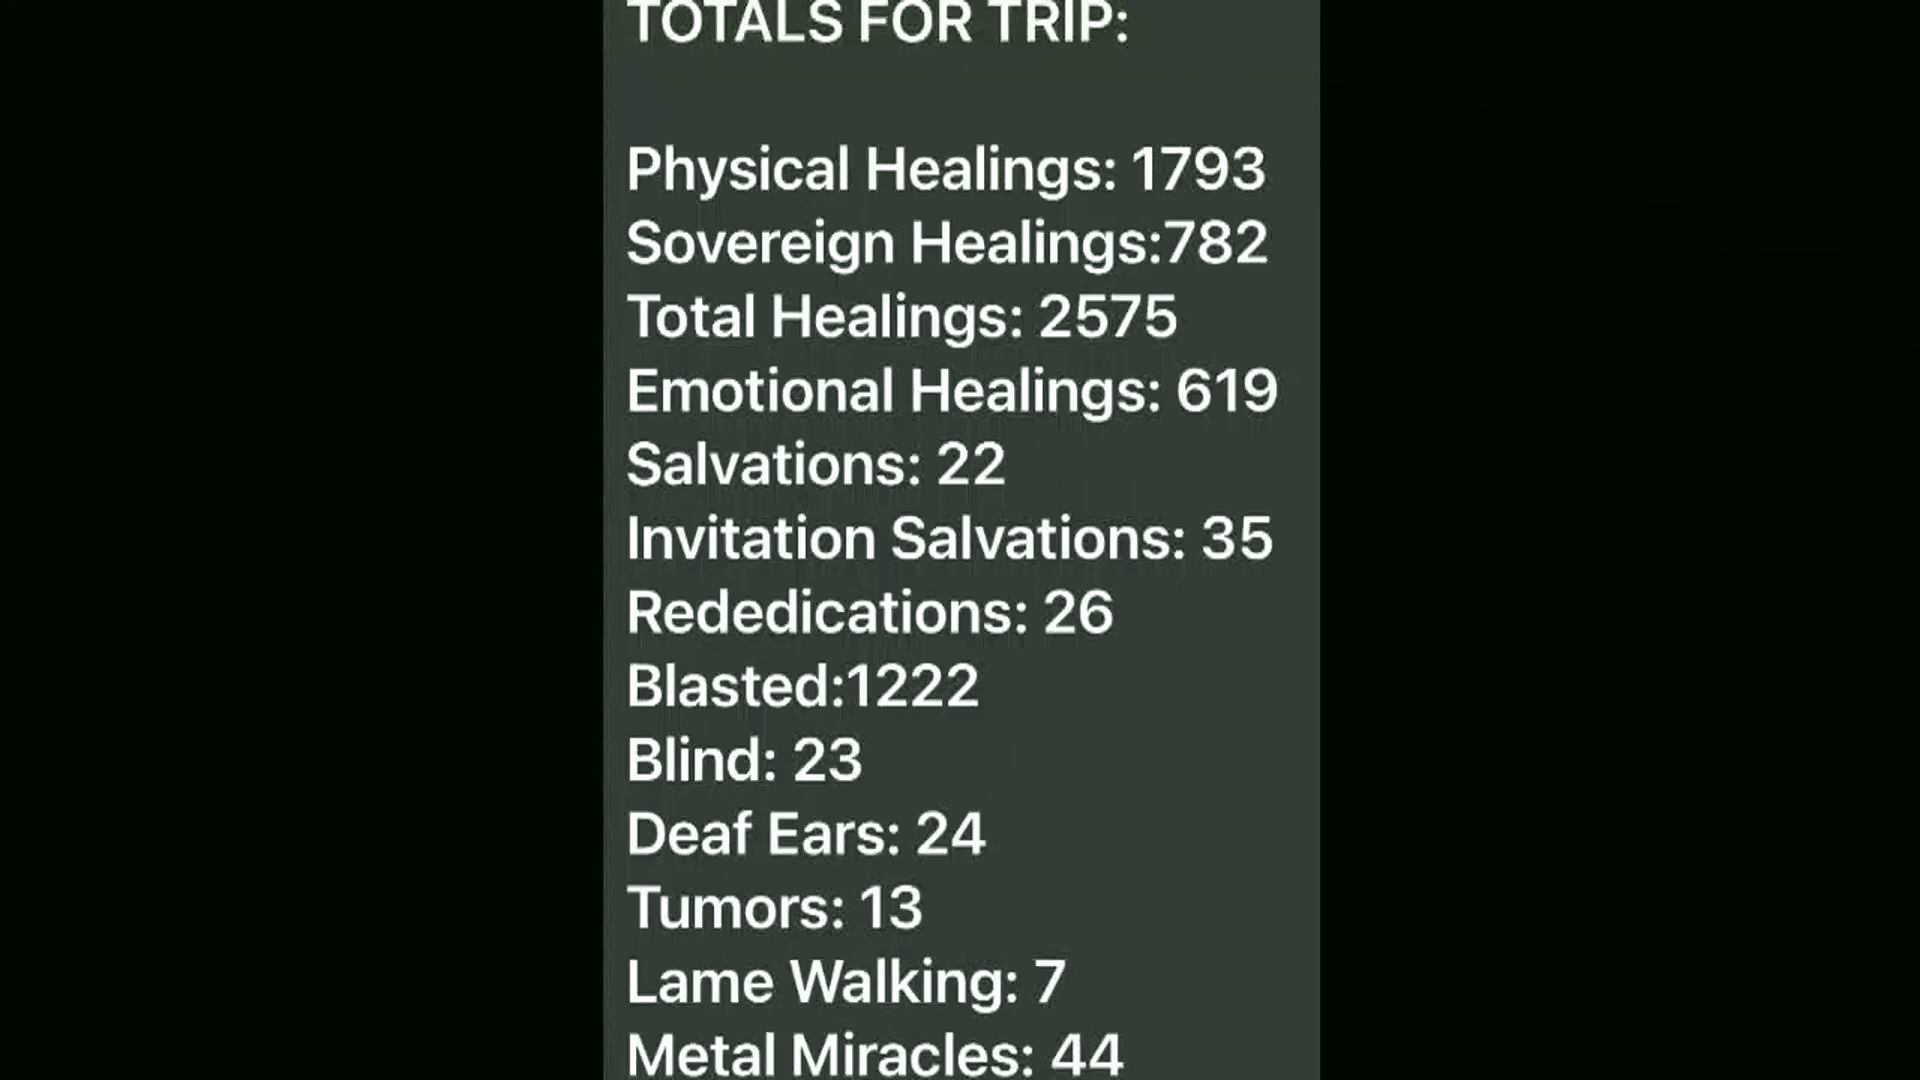 TOTALS FOR TRIP:
Physical Healings: 1793
Sovereign Healings:782
Total Healings: 2575
Emotional Healings: 619
Salvations: 22
Invitation Salvations: 35
Rededications: 26
Blasted:1222
Blind: 23
Deaf Ears: 24
Tumors: 13
Lame Walking: 7
Metal Miracles: 44